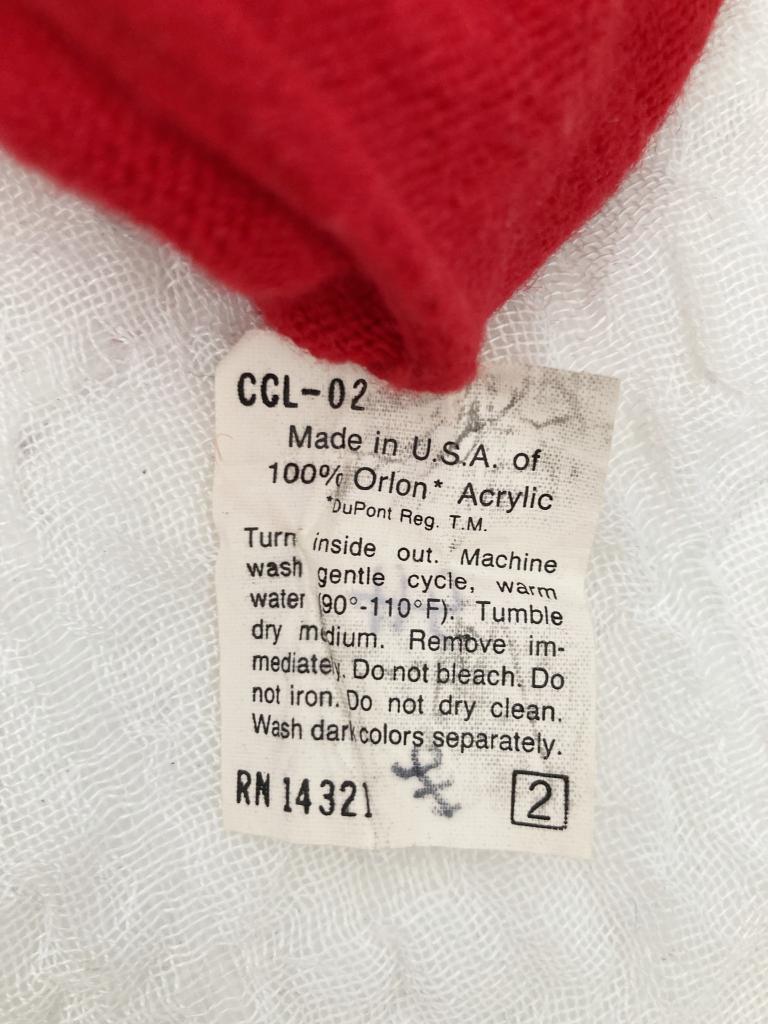 CCL-02
Made in U.S.A. of
100% Orlon* Acrylic
*DuPont Reg. T.M.
Turn inside out. Machine
wash gentle cycle, warm
water (90°-110°F). Tumble
dry medium. Remove im-
mediately. Do not bleach. Do
not iron. Do not dry clean.
Wash dark colors separately.
RN 14321
2